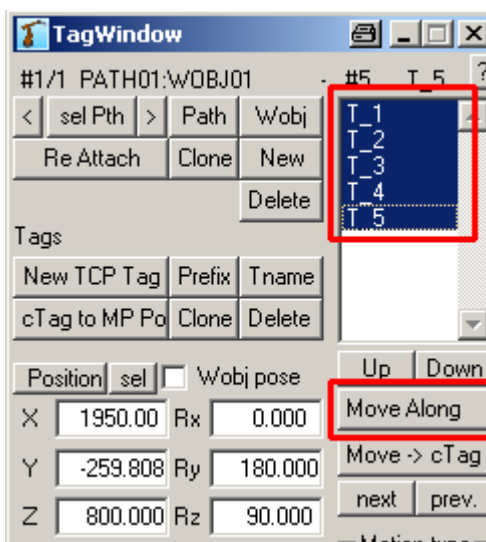 TagWindow
#1/1 PATH01:WOBJ01 - #5 T_5 ?
< sel Pth > Path Wobj
Re Attach Clone New
Delete
T_1
T_2
T_3
T_4
T_5
Tags
New TCP Tag Prefix Tname
cTag to MP Po Clone Delete
Up Down
Position sel Wobj pose
Move Along
X 1950.00 Rx 0.000
Move -> cTag
Y -259.808 Ry 180.000
next prev.
Z 800.000 Rz 90.000
Motion type